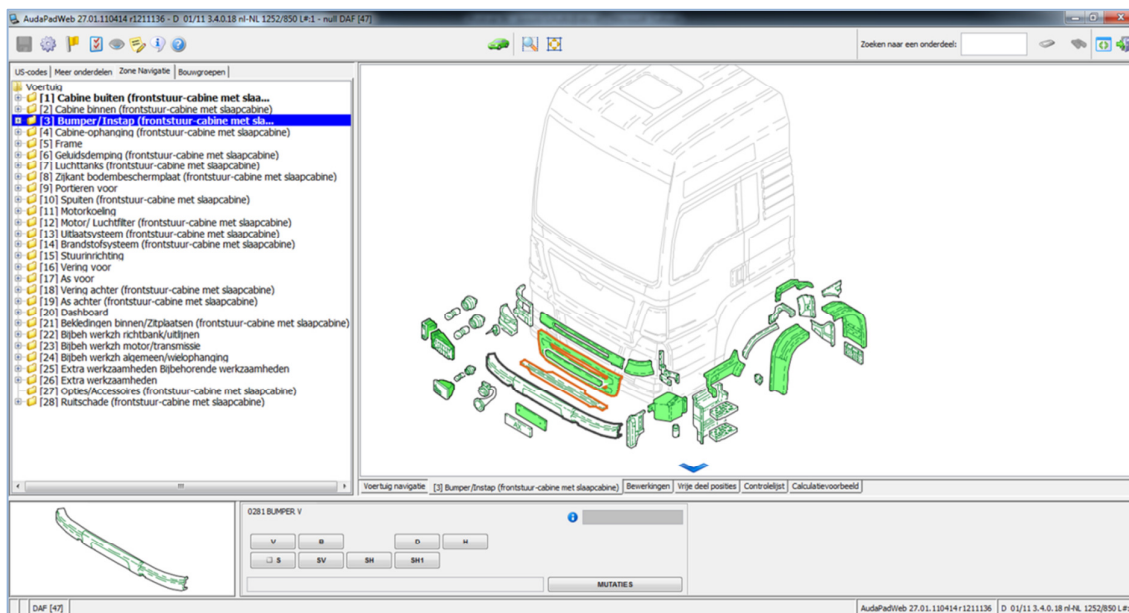 AudaPadWeb 27.01.110414 r1211136 - D 01/11 3.4.0.18 nl-NL 1252/850 L#:1 - null DAF [47]
Zoeken naar een onderdeel:
US-codes Meer onderdelen Zone Navigatie Bouwgroepen
Voertuig
[1] Cabine buiten (frontstuur-cabine met slaa...
[2] Cabine binnen (frontstuur-cabine met slaapcabine)
[3] Bumper/Instap (frontstuur-cabine met sla...
[4] Cabine-ophanging (frontstuur-cabine met slaapcabine)
[5] Frame
[6] Geluidsdemping (frontstuur-cabine met slaapcabine)
[7] Luchttanks (frontstuur-cabine met slaapcabine)
[8] Zijkant bodembeschermplaat (frontstuur-cabine met slaapcabine)
[9] Portieren voor
[10] Spuiten (frontstuur-cabine met slaapcabine)
[11] Motorkoeling
[12] Motor/ Luchtfilter (frontstuur-cabine met slaapcabine)
[13] Uitlaatsysteem (frontstuur-cabine met slaapcabine)
[14] Brandstofsysteem (frontstuur-cabine met slaapcabine)
[15] Stuurinrichting
[16] Vering voor
[17] As voor
[18] Vering achter (frontstuur-cabine met slaapcabine)
[19] As achter (frontstuur-cabine met slaapcabine)
[20] Dashboard
[21] Bekledingen binnen/Zitplaatsen (frontstuur-cabine met slaapcabine)
[22] Bijbeh werkzh richtbank/uitlijnen
[23] Bijbeh werkzh motor/transmissie
[24] Bijbeh werkzh algemeen/wielophanging
[25] Extra werkzaamheden Bijbehorende werkzaamheden
[26] Extra werkzaamheden
[27] Opties/Accessoires (frontstuur-cabine met slaapcabine)
[28] Ruitschade (frontstuur-cabine met slaapcabine)
Voertuig navigatie [3] Bumper/Instap (frontstuur-cabine met slaapcabine) Bewerkingen Vrije deel posities Controlelijst Calculatievoorbeeld
0281 BUMPER V
V B D H
S SV SH SH1
MUTATIES
DAF [47] AudaPadWeb 27.01.110414 r1211136 D 01/11 3.4.0.18 nl-NL 1252/850 L#: